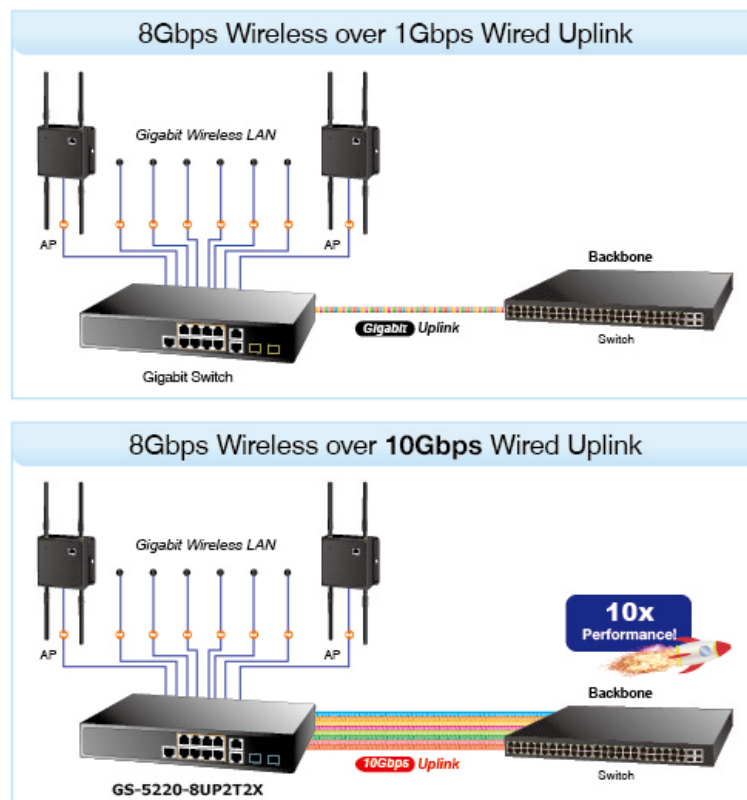 8Gbps Wireless over 1Gbps Wired Uplink
Gigabit Wireless LAN
AP
AP
Backbone
Gigabit Uplink
Switch
Gigabit Switch
8Gbps Wireless over 10Gbps Wired Uplink
Gigabit Wireless LAN
10x
Performance!
AP
AP
Backbone
10Gbps Uplink
Switch
GS-5220-8UP2T2X